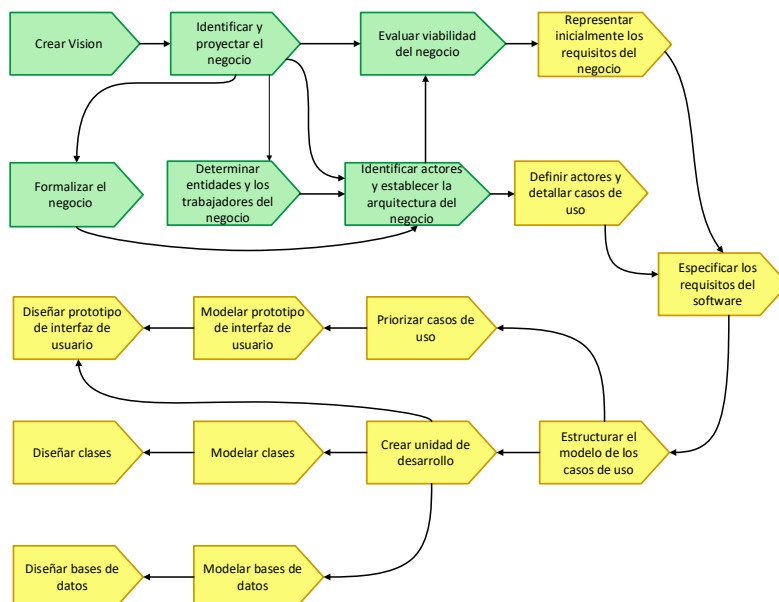 Crear Vision
Identificar y
proyectar el
negocio
Evaluar viabilidad
del negocio
Representar
inicialmente los
requisitos del
negocio
Formalizar el
negocio
Determinar
entidades y los
trabajadores del
negocio
Identificar actores
y establecer la
arquitectura del
negocio
Definir actores y
detallar casos de
uso
Especificar los
requisitos del
software
Diseñar prototipo
de interfaz de
usuario
Modelar prototipo
de interfaz de
usuario
Priorizar casos de
uso
Diseñar clases
Modelar clases
Crear unidad de
desarrollo
Estructurar el
modelo de los
casos de uso
Diseñar bases de
datos
Modelar bases de
datos